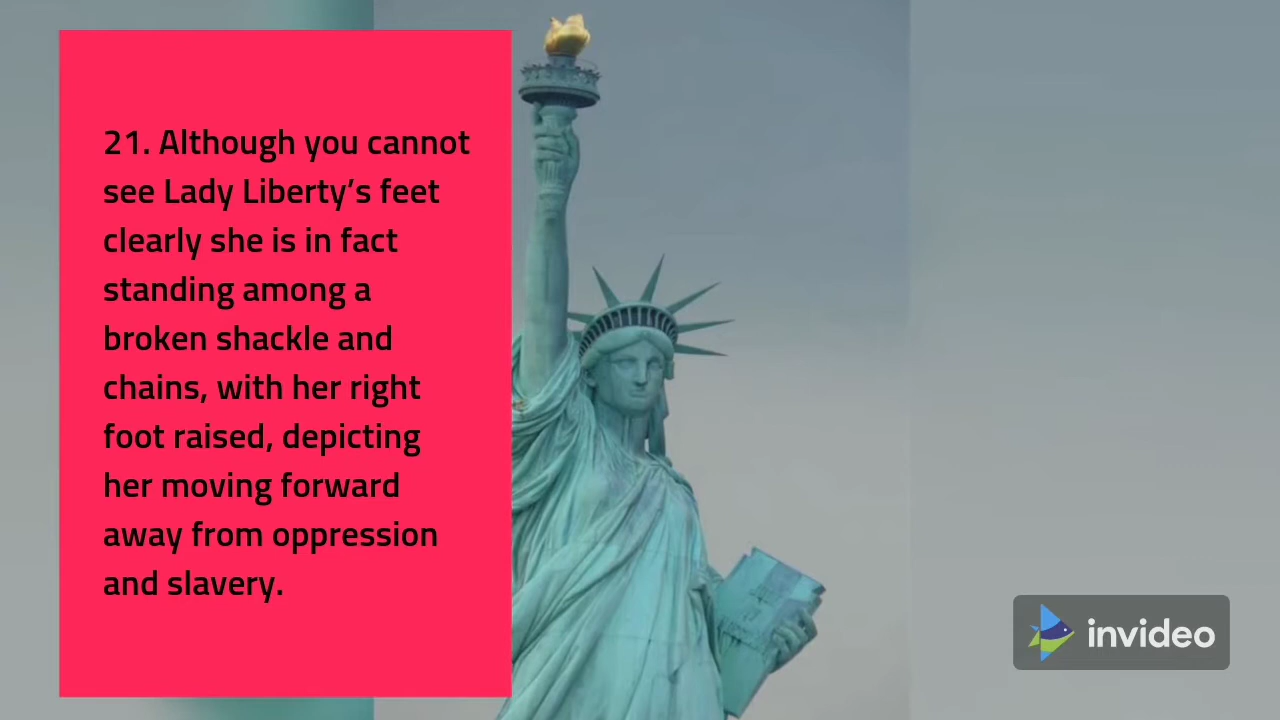 21. Although you cannot
see Lady Liberty’s feet
clearly she is in fact
standing among a
broken shackle and
chains, with her right
foot raised, depicting
her moving forward
away from oppression
and slavery.
invideo